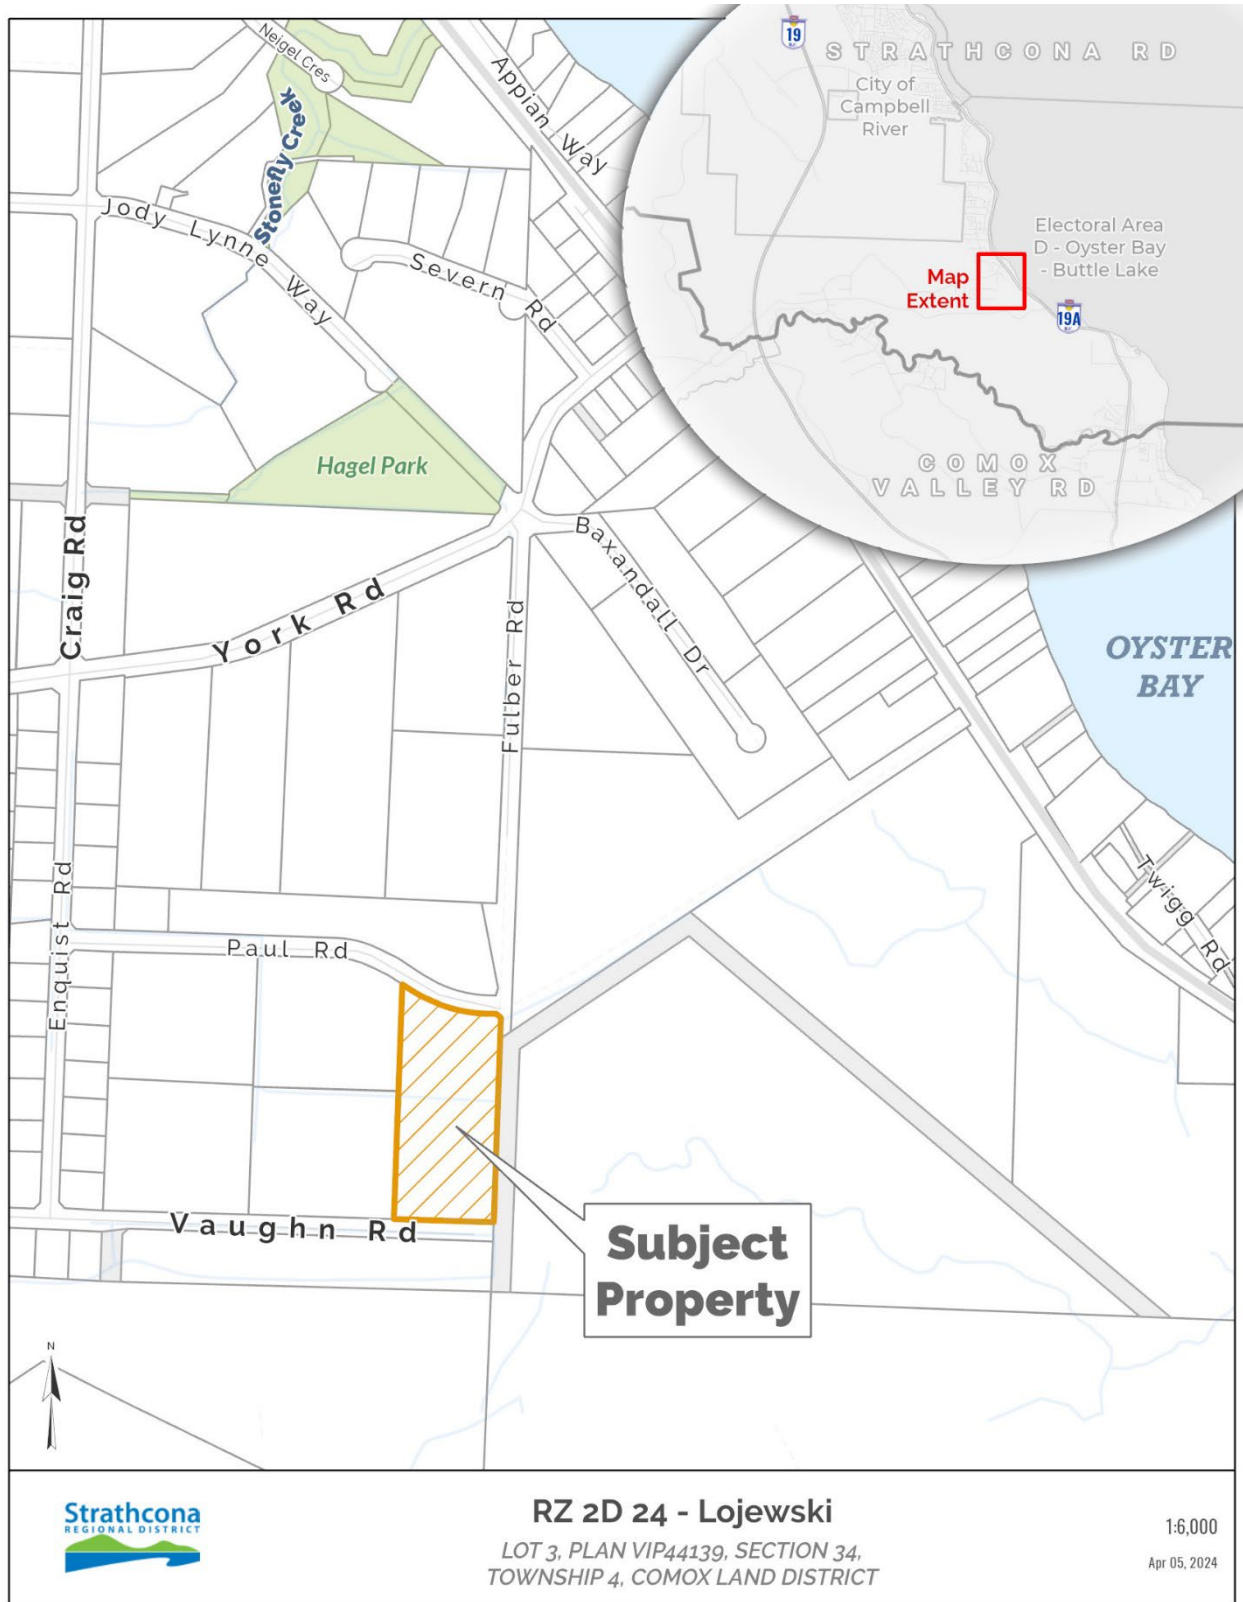 Neigel Cres
Appian Way
Stonefly Creek
Jody Lynne Way
Severn Rd
19
STRATHCONA RD
City of
Campbell
River
Electoral Area
D - Oyster Bay
- Buttle Lake
Map
Extent
19A
COMOX
VALLEY RD
Hagel Park
Craig Rd
York Rd
Baxandall Dr
Fulber Rd
OYSTER
BAY
Enquist Rd
Paul Rd
Twigg Rd
Vaughn Rd
Subject
Property
N
Strathcona
REGIONAL DISTRICT
RZ 2D 24 - Lojewski
LOT 3, PLAN VIP44139, SECTION 34,
TOWNSHIP 4, COMOX LAND DISTRICT
1:6,000
Apr 05, 2024